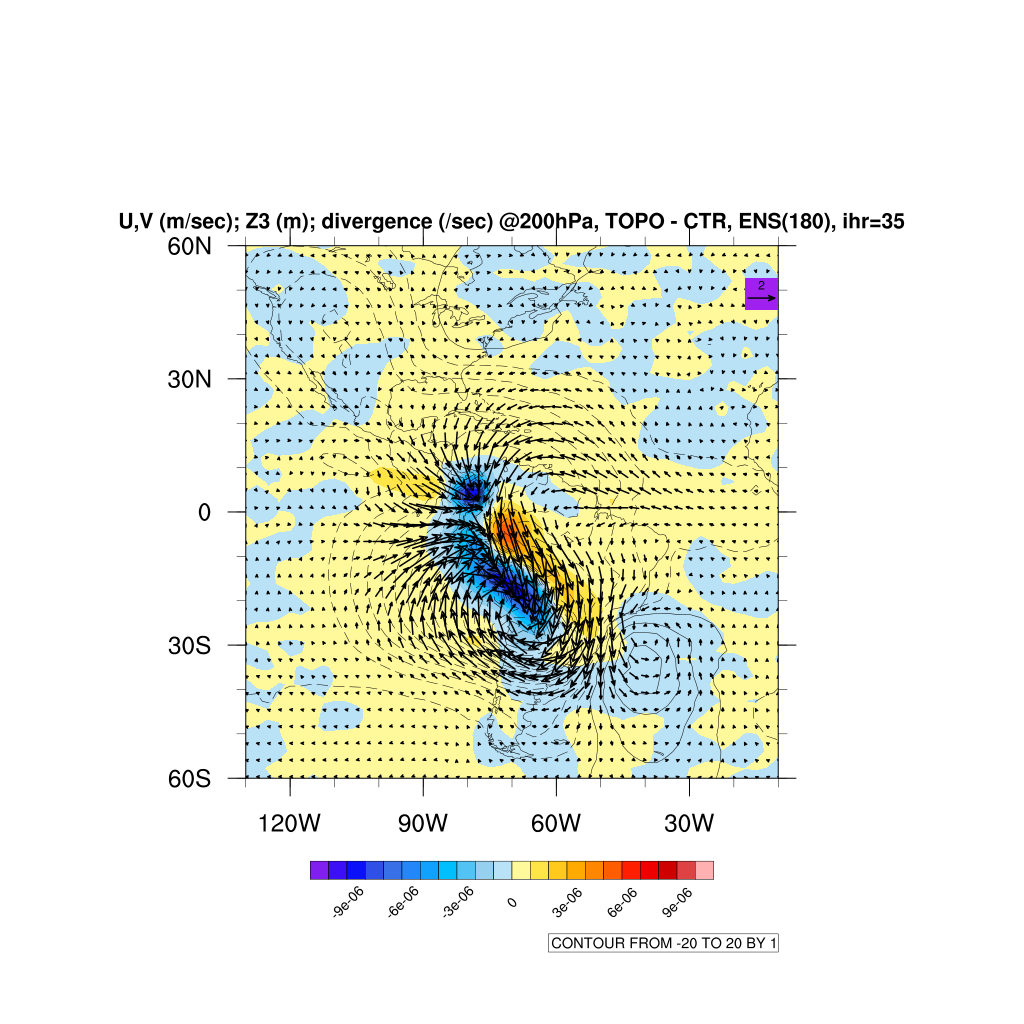 U,V (m/sec); Z3 (m); divergence (/sec) @200hPa, TOPO - CTR, ENS(180), ihr=35
60N
2
30N
0
30S
60S
120W 90W 60W 30W
-9e-06 -6e-06 -3e-06 0 3e-06 6e-06 9e-06
CONTOUR FROM -20 TO 20 BY 1